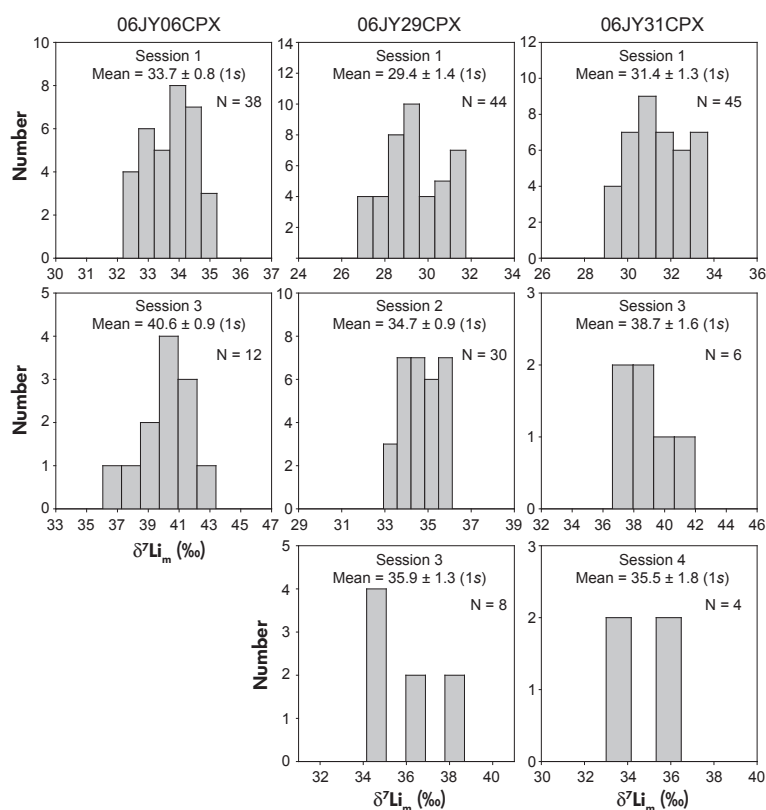 06JY06CPX 06JY29CPX 06JY31CPX
Session 1
Mean = 33.7 ± 0.8 (1s)
N = 38
Number
10
8
6
4
2
0
30 31 32 33 34 35 36 37
Session 1
Mean = 29.4 ± 1.4 (1s)
N = 44
14
12
10
8
6
4
2
24 26 28 30 32 34
Session 1
Mean = 31.4 ± 1.3 (1s)
N = 45
12
10
8
6
4
2
0
26 28 30 32 34 36
Session 3
Mean = 40.6 ± 0.9 (1s)
N = 12
Number
5
4
3
2
1
0
33 35 37 39 41 43 45 47
δ⁷Liₘ (‰)
Session 2
Mean = 34.7 ± 0.9 (1s)
N = 30
10
8
6
4
2
0
29 31 33 35 37 39
Session 3
Mean = 38.7 ± 1.6 (1s)
N = 6
3
2
1
0
32 34 36 38 40 42 44 46
Session 3
Mean = 35.9 ± 1.3 (1s)
N = 8
Number
5
4
3
2
1
0
32 34 36 38 40
δ⁷Liₘ (‰)
Session 4
Mean = 35.5 ± 1.8 (1s)
N = 4
3
2
1
0
30 32 34 36 38 40
δ⁷Liₘ (‰)